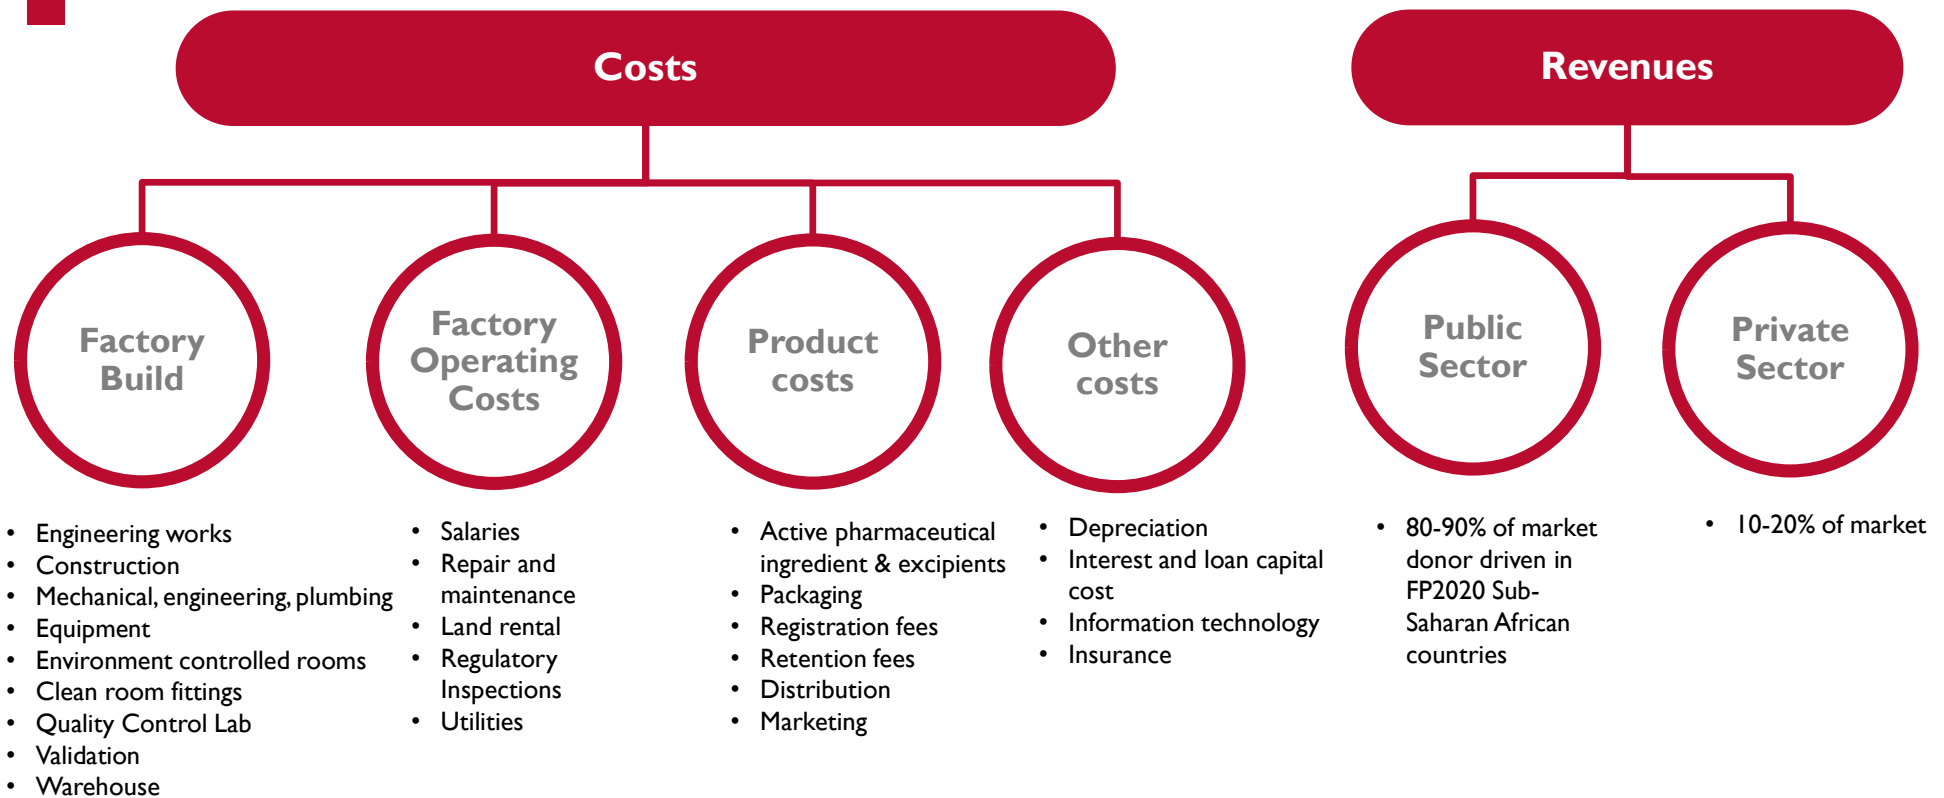 Costs
Revenues
Factory
Build
Factory
Operating
Costs
Product
costs
Other
costs
Public
Sector
Private
Sector
• Engineering works
• Construction
• Mechanical, engineering, plumbing
• Equipment
• Environment controlled rooms
• Clean room fittings
• Quality Control Lab
• Validation
• Warehouse
• Salaries
• Repair and
maintenance
• Land rental
• Regulatory
Inspections
• Utilities
• Active pharmaceutical
ingredient & excipients
• Packaging
• Registration fees
• Retention fees
• Distribution
• Marketing
• Depreciation
• Interest and loan capital
cost
• Information technology
• Insurance
• 80-90% of market
donor driven in
FP2020 Sub-
Saharan African
countries
• 10-20% of market